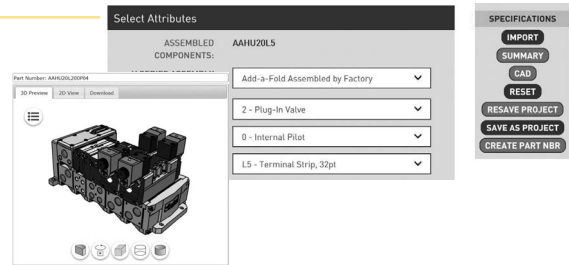 Select Attributes
ASSEMBLED
COMPONENTS:
AAHU20L5
Add-a-Fold Assembled by Factory
2 - Plug-In Valve
0 - Internal Pilot
L5 - Terminal Strip, 32pt
Part Number: AAHU20L200P04
3D Preview
2D View
Download
SPECIFICATIONS
IMPORT
SUMMARY
CAD
RESET
RESAVE PROJECT
SAVE AS PROJECT
CREATE PART NBR